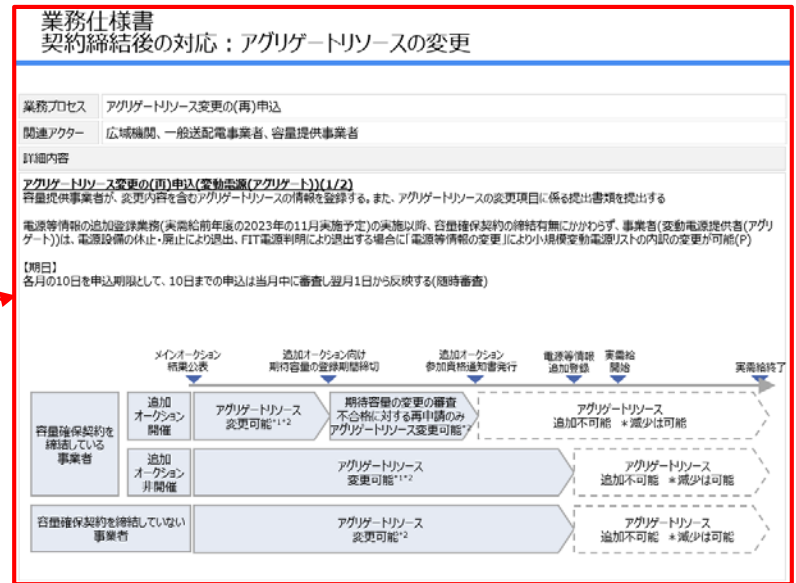 業務仕様書
契約締結後の対応：アグリゲートリソースの変更
業務プロセス アグリゲートリソース変更の(再)申込
関連アクター 広域機関、一般送配電事業者、容量提供事業者
詳細内容
アグリゲートリソース変更の(再)申込(変動電源(アグリゲート))(1/2)
容量提供事業者が、変更内容を含むアグリゲートリソースの情報を登録する。また、アグリゲートリソースの変更項目に係る提出書類を提出する
電源等情報の追加登録業務(実需給前年度の2023年の11月実施予定)の実施以降、容量確保契約の締結有無にかかわらず、事業者(変動電源提供者(アグリ
ゲート))は、電源設備の休止・廃止により退出、FIT電源判明により退出する場合に「電源等情報の変更」により小規模変動電源リストの内訳の変更が可能(P)
【期日】
各月の10日を申込期限として、10日までの申込は当月中に審査し翌月1日から反映する(随時審査)
メインオークション
結果公表
追加オークション向け
期待容量の登録期間締切
追加オークション
参加資格通知書発行
電源等情報
追加登録
実需給
開始
実需給終了
容量確保契約を
締結している
事業者
追加
オークション
開催
アグリゲートリソース
変更可能*1*2
期待容量の変更の審査
不合格に対する再申請のみ
アグリゲートリソース変更可能*2
アグリゲートリソース
追加不可能 *減少は可能
追加
オークション
非開催
アグリゲートリソース
変更可能*1*2
アグリゲートリソース
追加不可能 *減少は可能
容量確保契約を締結していない
事業者
アグリゲートリソース
変更可能*2
アグリゲートリソース
追加不可能 *減少は可能